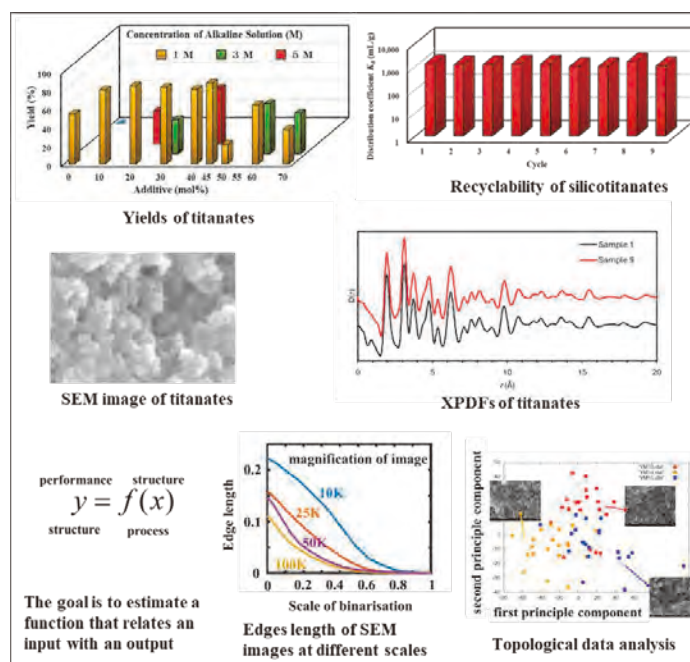 Concentration of Alkaline Solution (M)
1 M 3 M 5 M
Yield (%)
100
80
60
40
20
0
0 10 20 30 40 45 50 55 60 70
Additive (mol%)
Yields of titanates
Distribution coefficient Kd (mL/g)
10,000
1,000
100
10
1
1 2 3 4 5 6 7 8 9
Cycle
Recyclability of silicotitanates
SEM image of titanates
D(r)
Sample 1
Sample 9
0 5 10 15 20
r (Å)
XPDFs of titanates
performance structure
y = f(x)
structure process
The goal is to estimate a
function that relates an
input with an output
Edge length
0.2
0.1
0
magnification of image
10K
25K
50K
100K
0 0.2 0.4 0.6 0.8 1
Scale of binarisation
Edges length of SEM
images at different scales
second principle component
first principle component
Topological data analysis